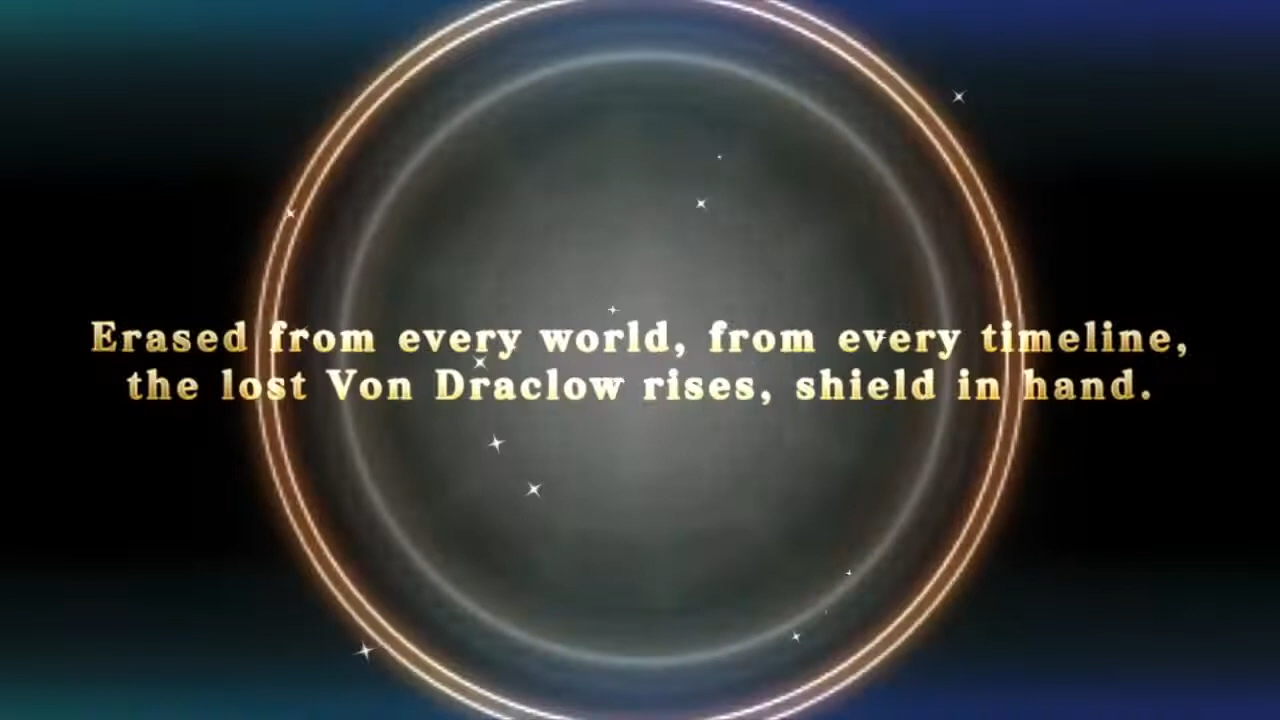 Erased from every world, from every timeline,
the lost Von Draclow rises, shield in hand.